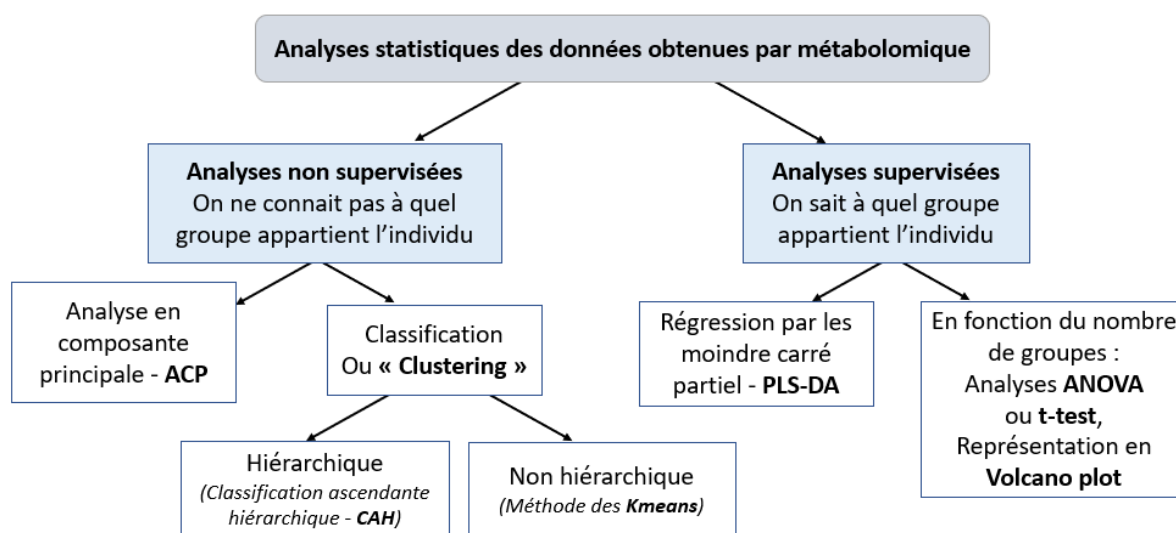 Analyses statistiques des données obtenues par métabolomique
Analyses non supervisées
On ne connait pas à quel
groupe appartient l’individu
Analyses supervisées
On sait à quel groupe
appartient l’individu
Analyse en
composante
principale - ACP
Classification
Ou « Clustering »
Régression par les
moindre carré
partiel - PLS-DA
En fonction du nombre
de groupes :
Analyses ANOVA
ou t-test,
Représentation en
Volcano plot
Hiérarchique
(Classification ascendante
hiérarchique - CAH)
Non hiérarchique
(Méthode des Kmeans)